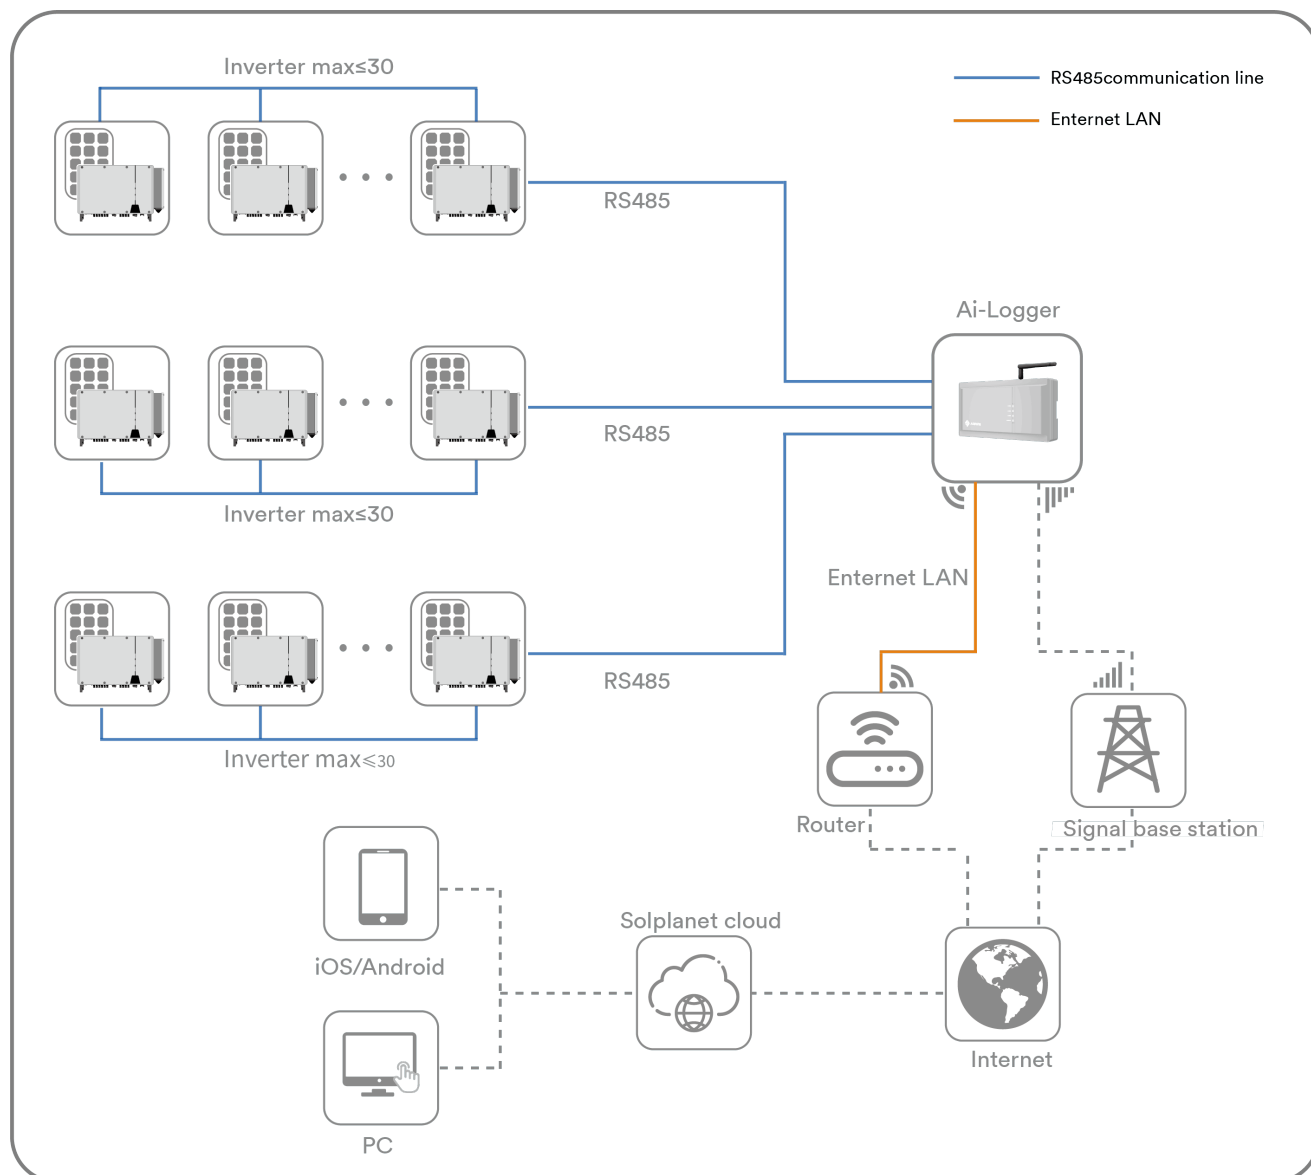 Inverter max≤30
RS485communication line
Enternet LAN
RS485
Ai-Logger
RS485
Inverter max≤30
Enternet LAN
RS485
Inverter max≤30
Router
Signal base station
Solplanet cloud
iOS/Android
Internet
PC